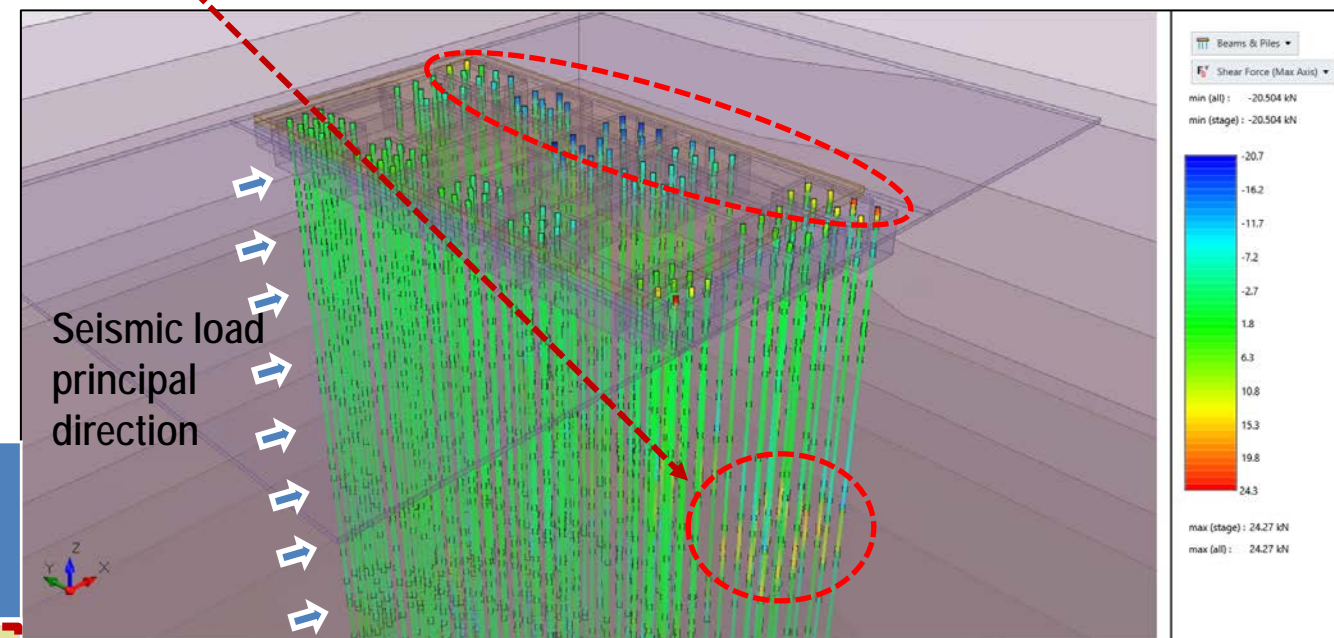 Beams & Piles
Shear Force (Max Axis)
min (all) : -20.504 kN
min (stage) : -20.504 kN
-20.7
-16.2
-11.7
-7.2
-2.7
1.8
6.3
10.8
15.3
19.8
24.3
max (stage) : 24.27 kN
max (all) : 24.27 kN
Seismic load
principal
direction
Z
Y
X